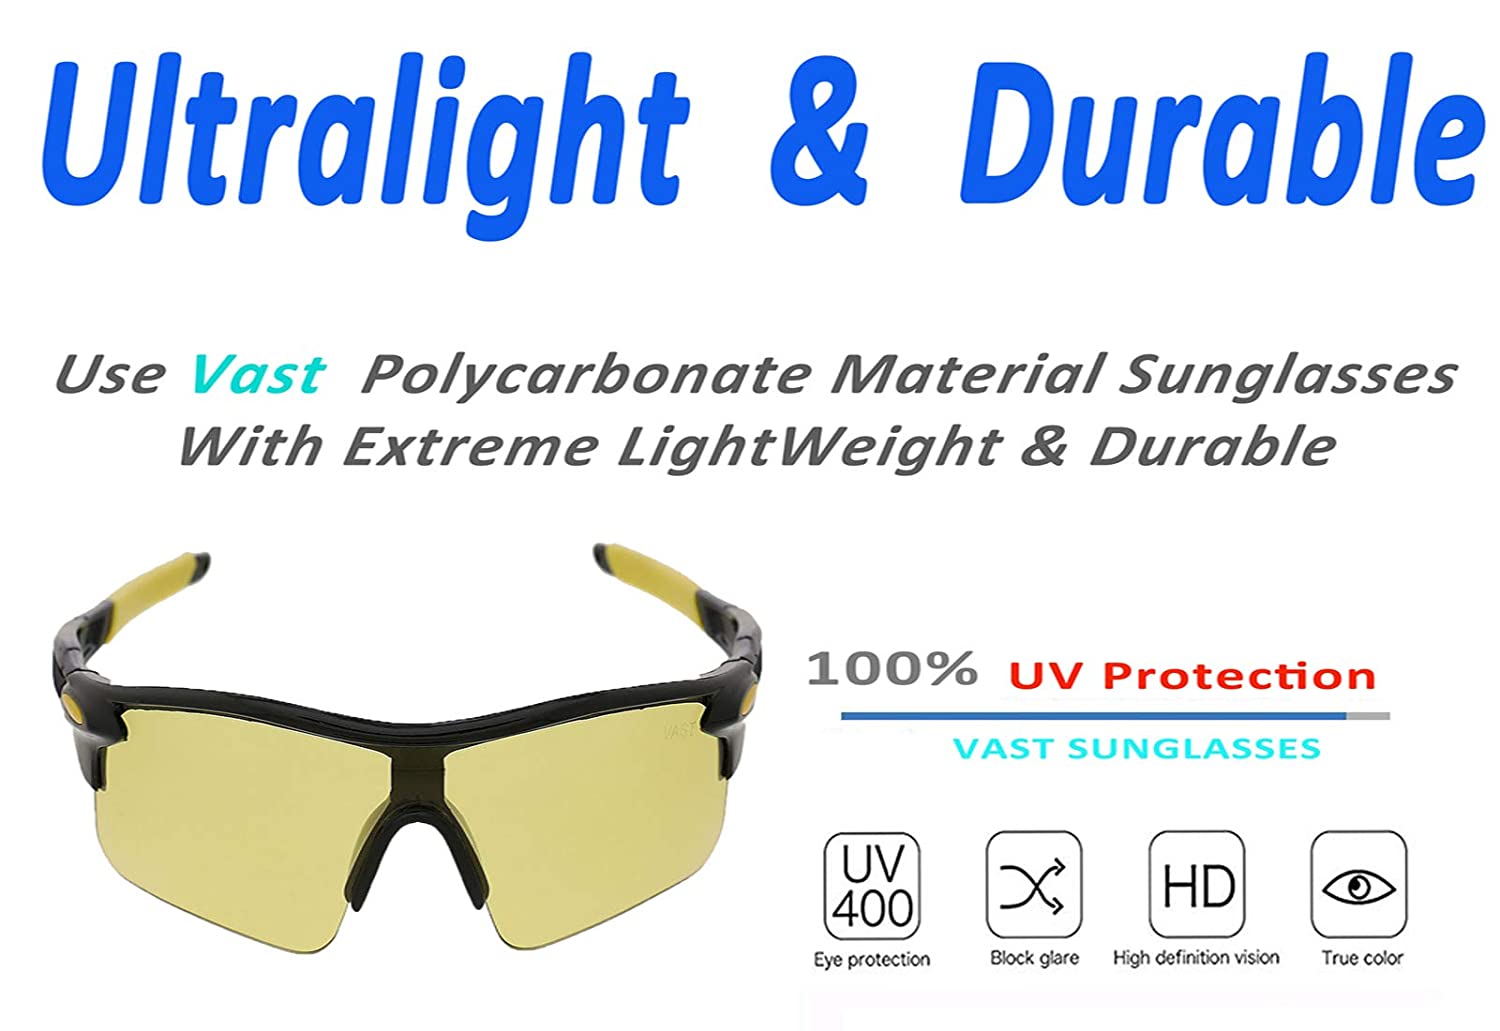 Ultralight & Durable
Use Vast Polycarbonate Material Sunglasses
With Extreme LightWeight & Durable
VAST
100% UV Protection
VAST SUNGLASSES
UV
400
HD
Eye protection
Block glare
High definition vision
True color